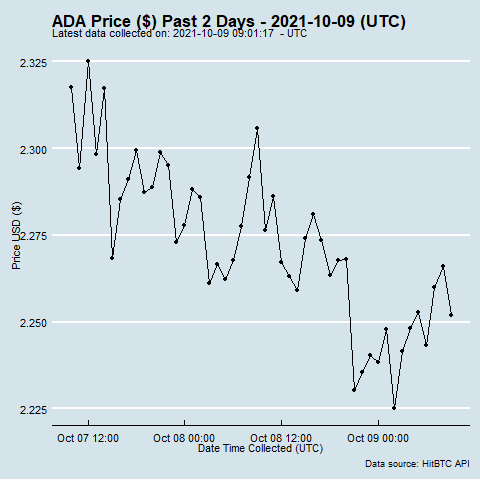 ADA Price ($) Past 2 Days - 2021-10-09 (UTC)
Latest data collected on: 2021-10-09 09:01:17 - UTC
2.325
2.300
2.275
2.250
2.225
Price USD ($)
Oct 07 12:00 Oct 08 00:00 Oct 08 12:00 Oct 09 00:00
Date Time Collected (UTC)
Data source: HitBTC API